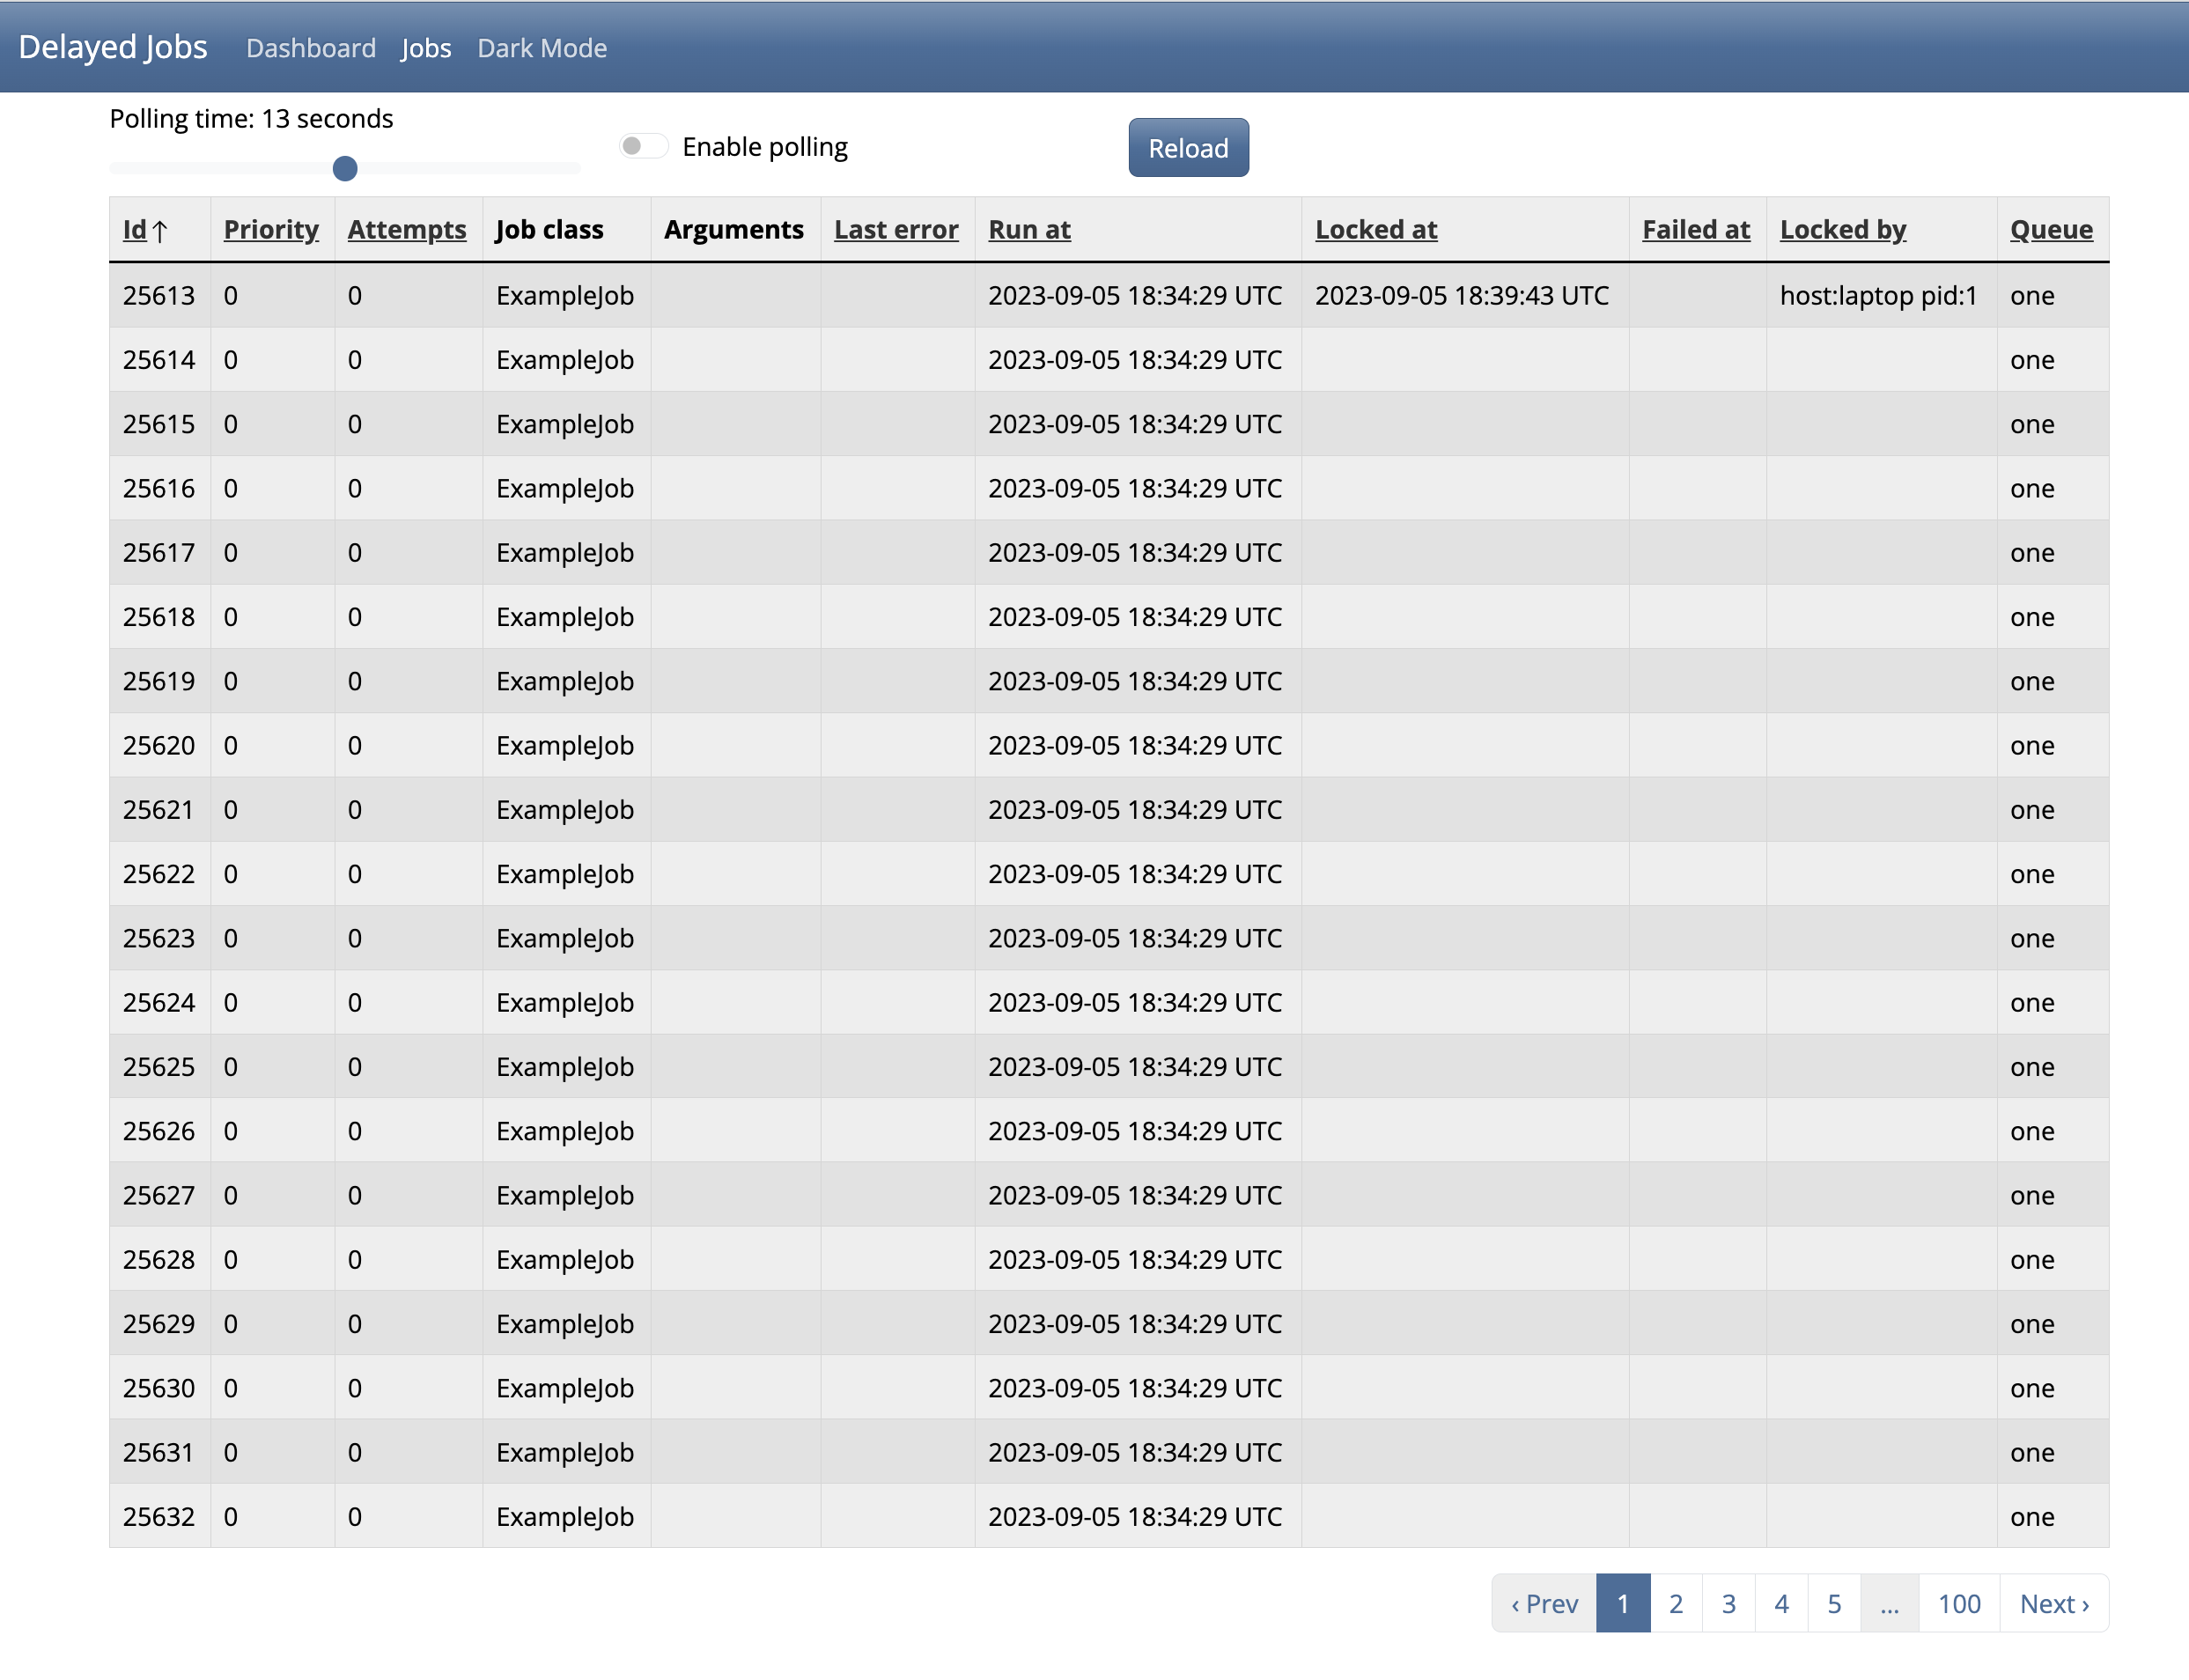 Delayed Jobs Dashboard Jobs Dark Mode
Polling time: 13 seconds
Enable polling
Reload
Id↑ Priority Attempts Job class Arguments Last error Run at Locked at Failed at Locked by Queue
25613 0 0 ExampleJob 2023-09-05 18:34:29 UTC 2023-09-05 18:39:43 UTC host:laptop pid:1 one
25614 0 0 ExampleJob 2023-09-05 18:34:29 UTC one
25615 0 0 ExampleJob 2023-09-05 18:34:29 UTC one
25616 0 0 ExampleJob 2023-09-05 18:34:29 UTC one
25617 0 0 ExampleJob 2023-09-05 18:34:29 UTC one
25618 0 0 ExampleJob 2023-09-05 18:34:29 UTC one
25619 0 0 ExampleJob 2023-09-05 18:34:29 UTC one
25620 0 0 ExampleJob 2023-09-05 18:34:29 UTC one
25621 0 0 ExampleJob 2023-09-05 18:34:29 UTC one
25622 0 0 ExampleJob 2023-09-05 18:34:29 UTC one
25623 0 0 ExampleJob 2023-09-05 18:34:29 UTC one
25624 0 0 ExampleJob 2023-09-05 18:34:29 UTC one
25625 0 0 ExampleJob 2023-09-05 18:34:29 UTC one
25626 0 0 ExampleJob 2023-09-05 18:34:29 UTC one
25627 0 0 ExampleJob 2023-09-05 18:34:29 UTC one
25628 0 0 ExampleJob 2023-09-05 18:34:29 UTC one
25629 0 0 ExampleJob 2023-09-05 18:34:29 UTC one
25630 0 0 ExampleJob 2023-09-05 18:34:29 UTC one
25631 0 0 ExampleJob 2023-09-05 18:34:29 UTC one
25632 0 0 ExampleJob 2023-09-05 18:34:29 UTC one
‹ Prev 1 2 3 4 5 … 100 Next ›